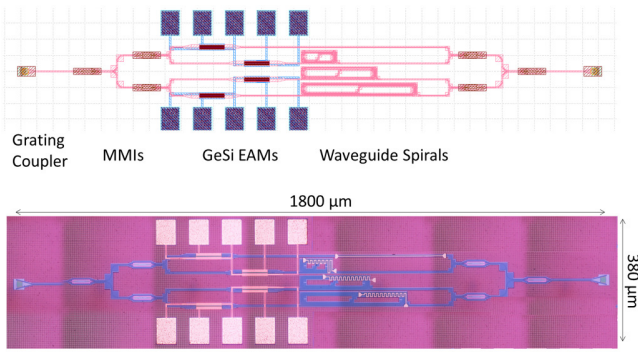 Grating
Coupler
MMIs
GeSi EAMs
Waveguide Spirals
1800 μm
380 μm